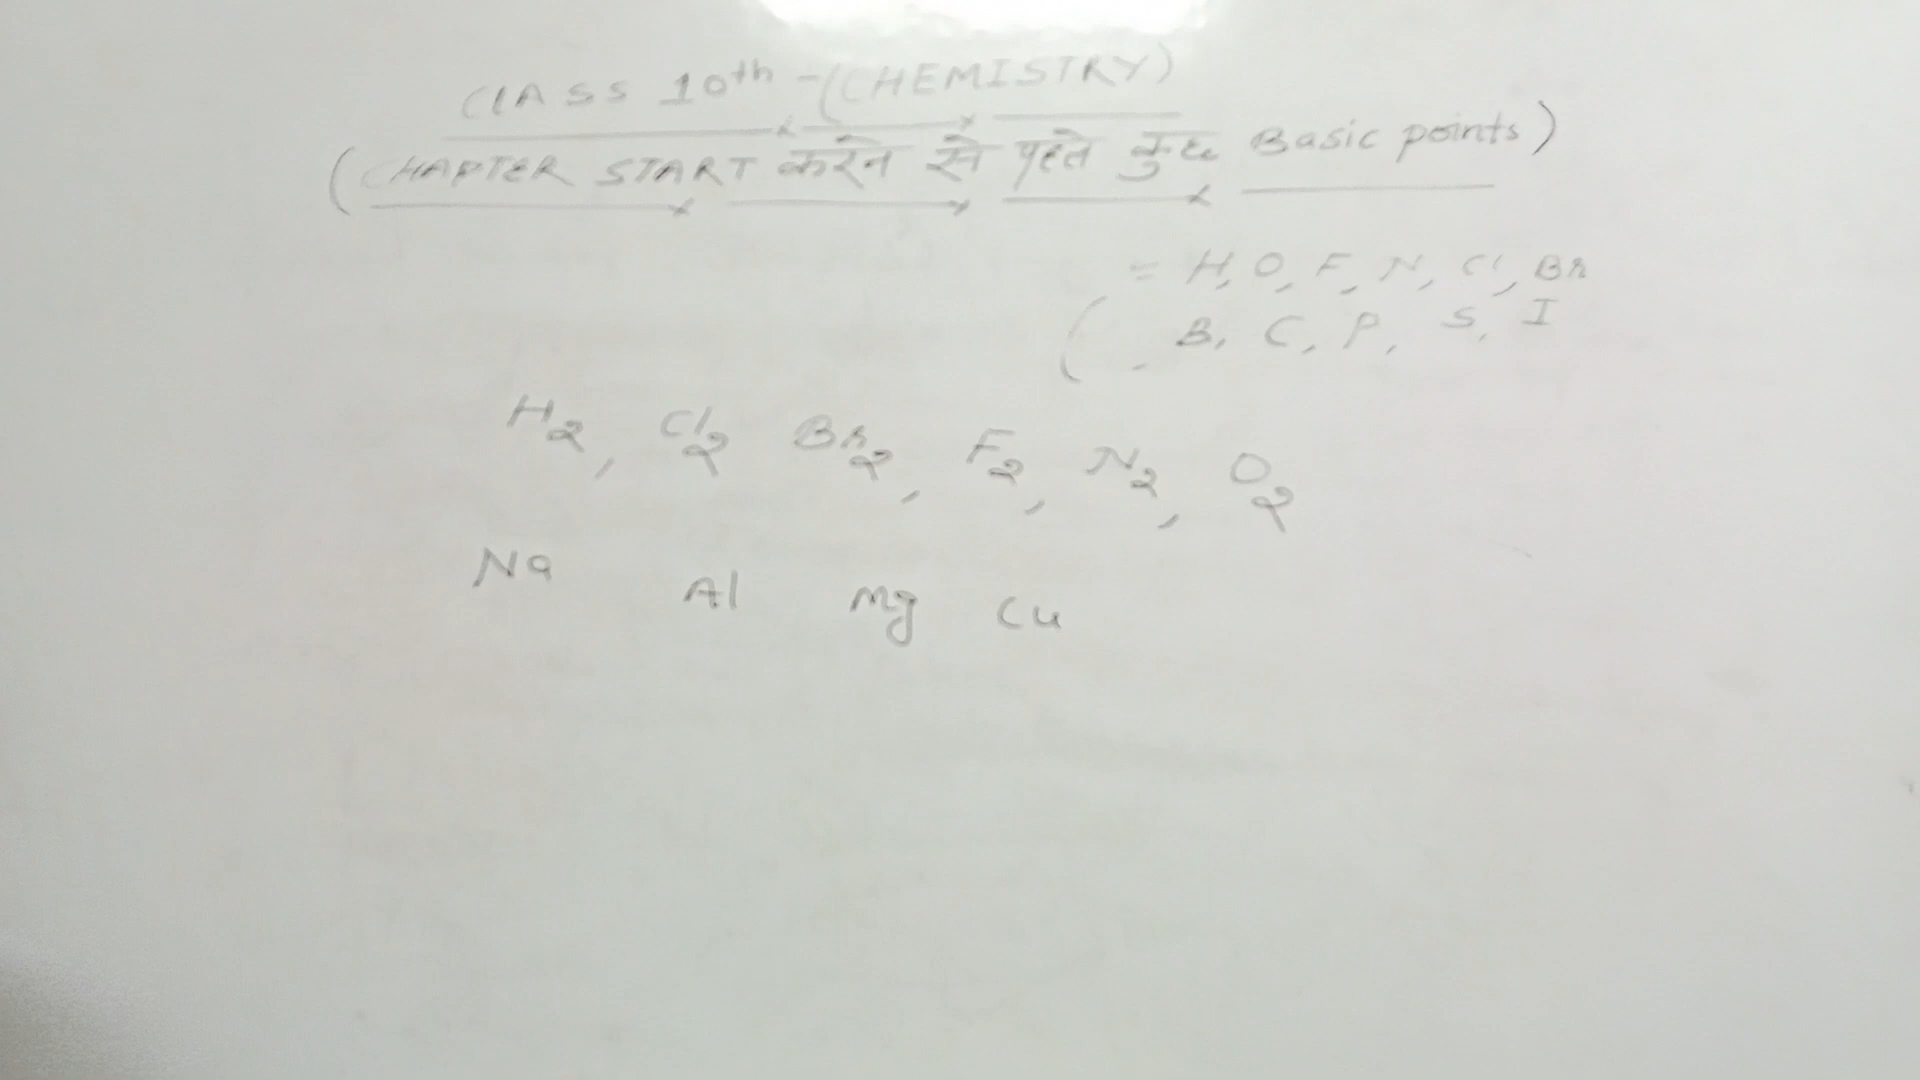 ClASS 10th - (CHEMISTRY)
(CHAPTER START करने से पहले कुछ Basic points)
= H, O, F, N, Cl, Br
( B, C, P, S, I
H2, Cl2 Br2, F2, N2, O2
Na Al Mg Cu